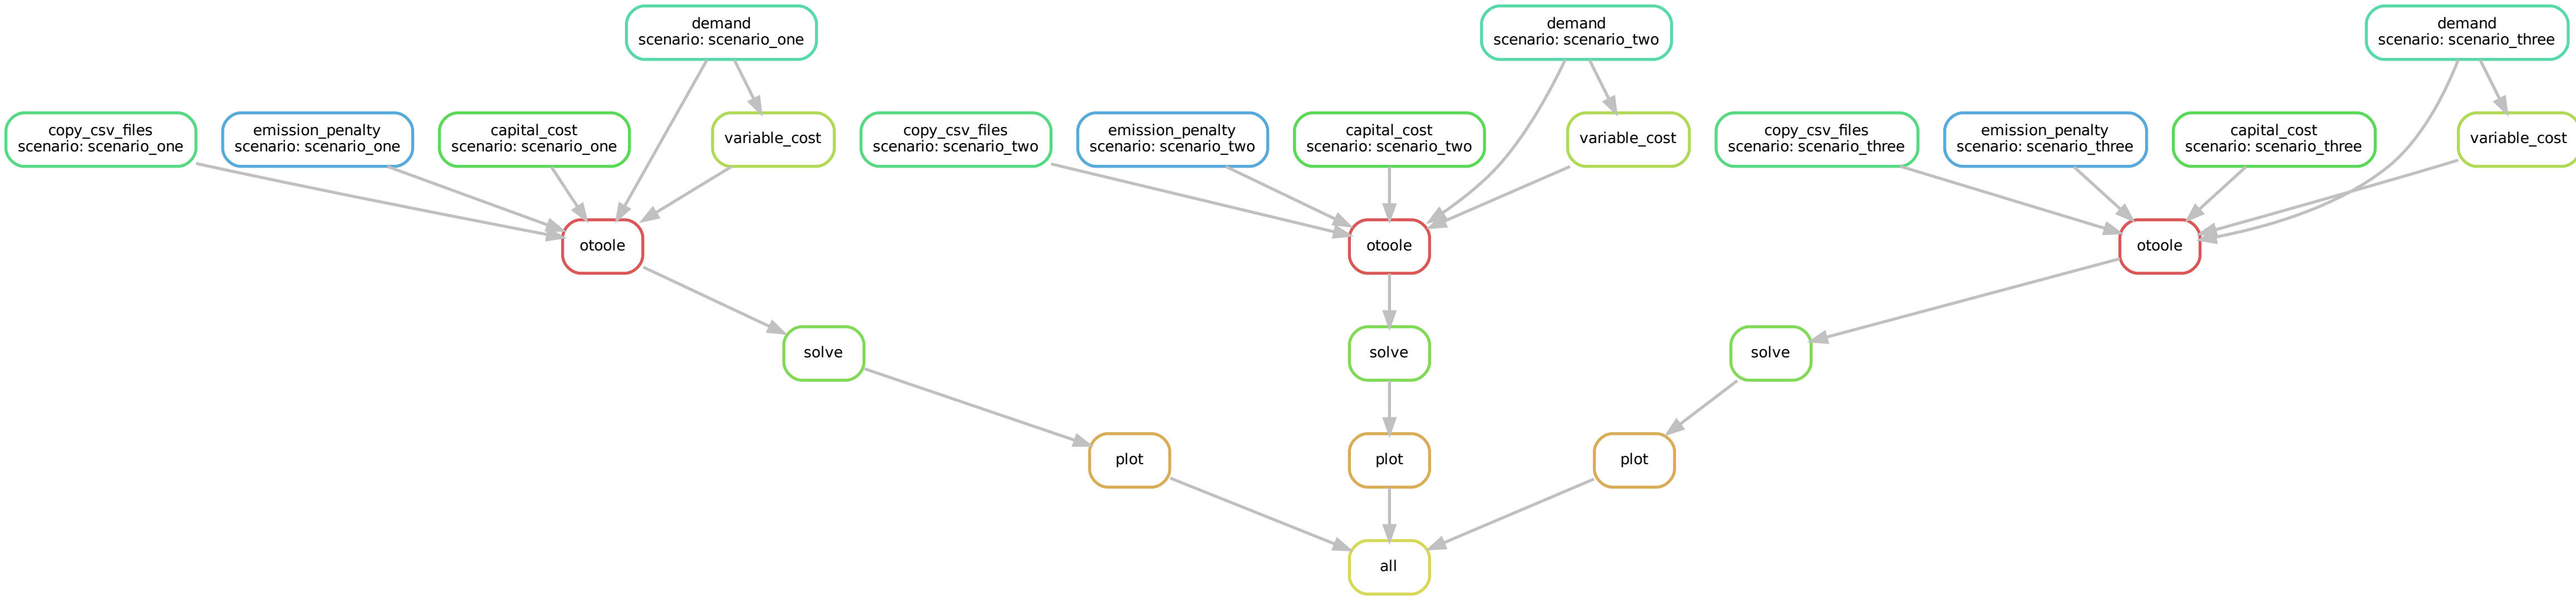 demand
scenario: scenario_one
demand
scenario: scenario_two
demand
scenario: scenario_three
copy_csv_files
scenario: scenario_one
emission_penalty
scenario: scenario_one
capital_cost
scenario: scenario_one
variable_cost
copy_csv_files
scenario: scenario_two
emission_penalty
scenario: scenario_two
capital_cost
scenario: scenario_two
variable_cost
copy_csv_files
scenario: scenario_three
emission_penalty
scenario: scenario_three
capital_cost
scenario: scenario_three
variable_cost
otoole
otoole
otoole
solve
solve
solve
plot
plot
plot
all